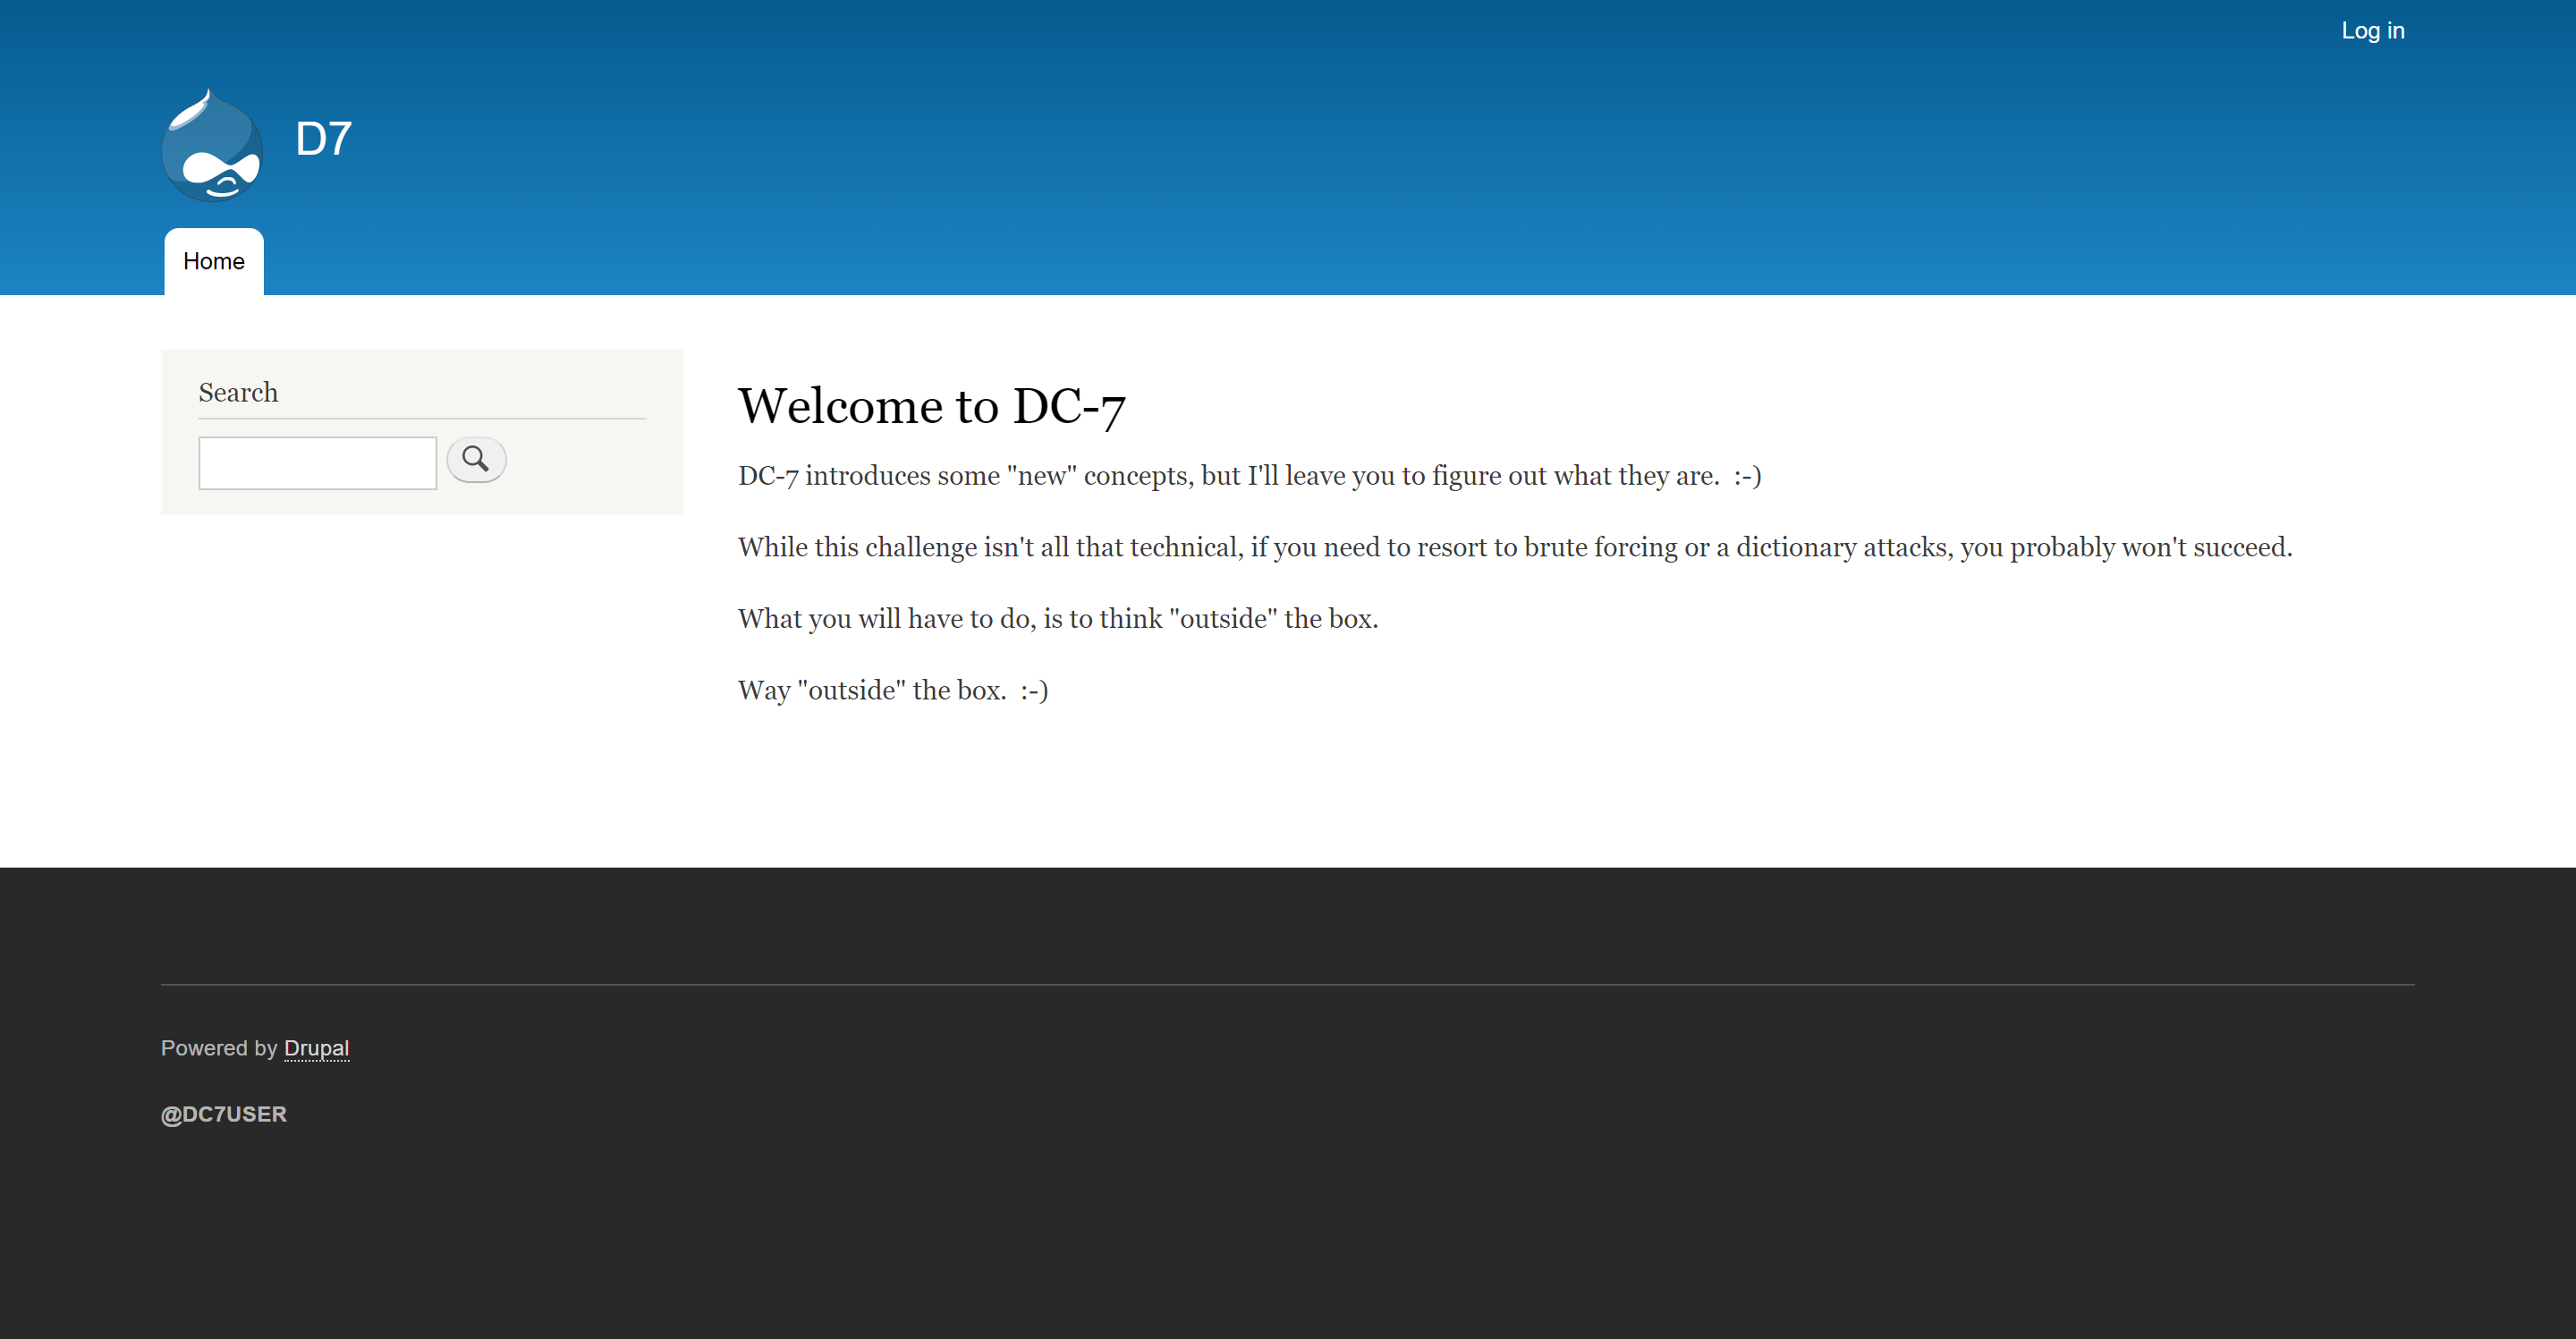 Log in
D7
Home
Search
Welcome to DC-7
DC-7 introduces some "new" concepts, but I'll leave you to figure out what they are.  :-)
While this challenge isn't all that technical, if you need to resort to brute forcing or a dictionary attacks, you probably won't succeed.
What you will have to do, is to think "outside" the box.
Way "outside" the box.  :-)
Powered by Drupal
@DC7USER